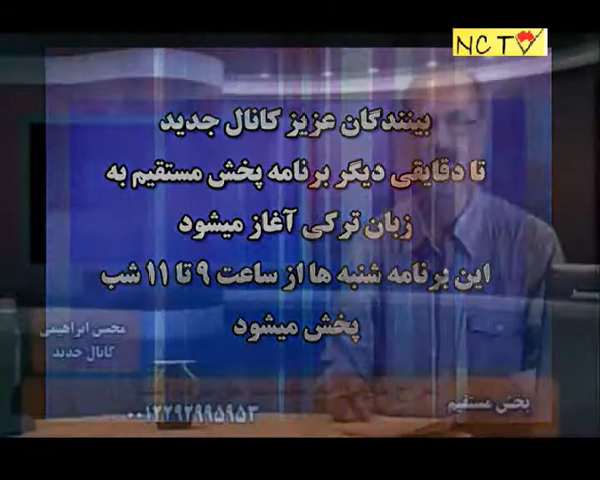 NCTV
بینندگان عزیز کانال جدید
تا دقایقی دیگر برنامه پخش مستقیم به
زبان ترکی آغاز میشود
این برنامه شنبه ها از ساعت ۹ تا ۱۱ شب
پخش میشود
محسن ابراهیمی
کانال جدید
پخش مستقیم